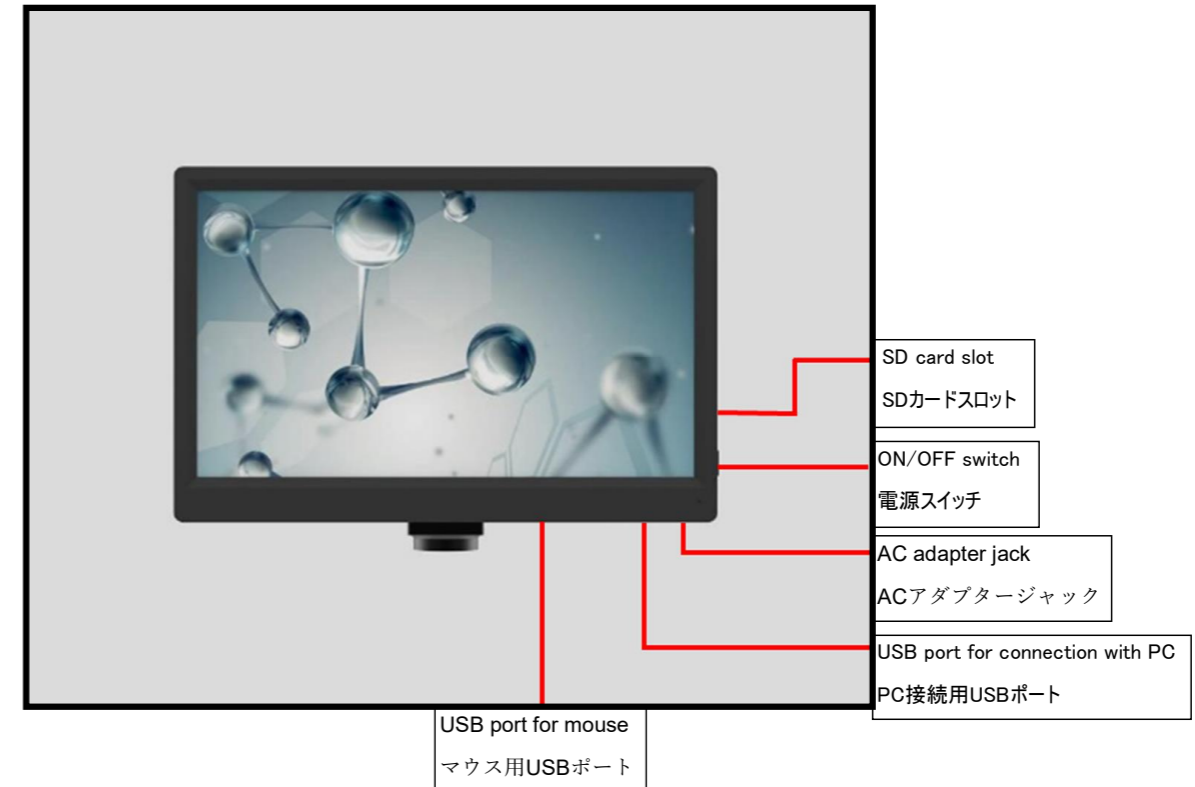 SD card slot
SDカードスロット
ON/OFF switch
電源スイッチ
AC adapter jack
ACアダプタージャック
USB port for connection with PC
PC接続用USBポート
USB port for mouse
マウス用USBポート